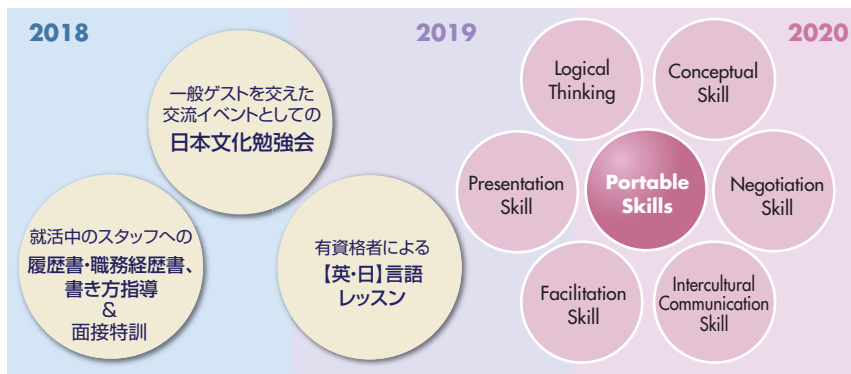 2018
2019
2020
一般ゲストを交えた
交流イベントとしての
日本文化勉強会
就活中のスタッフへの
履歴書・職務経歴書、
書き方指導
&
面接特訓
有資格者による
【英・日】言語
レッスン
Logical
Thinking
Conceptual
Skill
Presentation
Skill
Portable
Skills
Negotiation
Skill
Facilitation
Skill
Intercultural
Communication
Skill